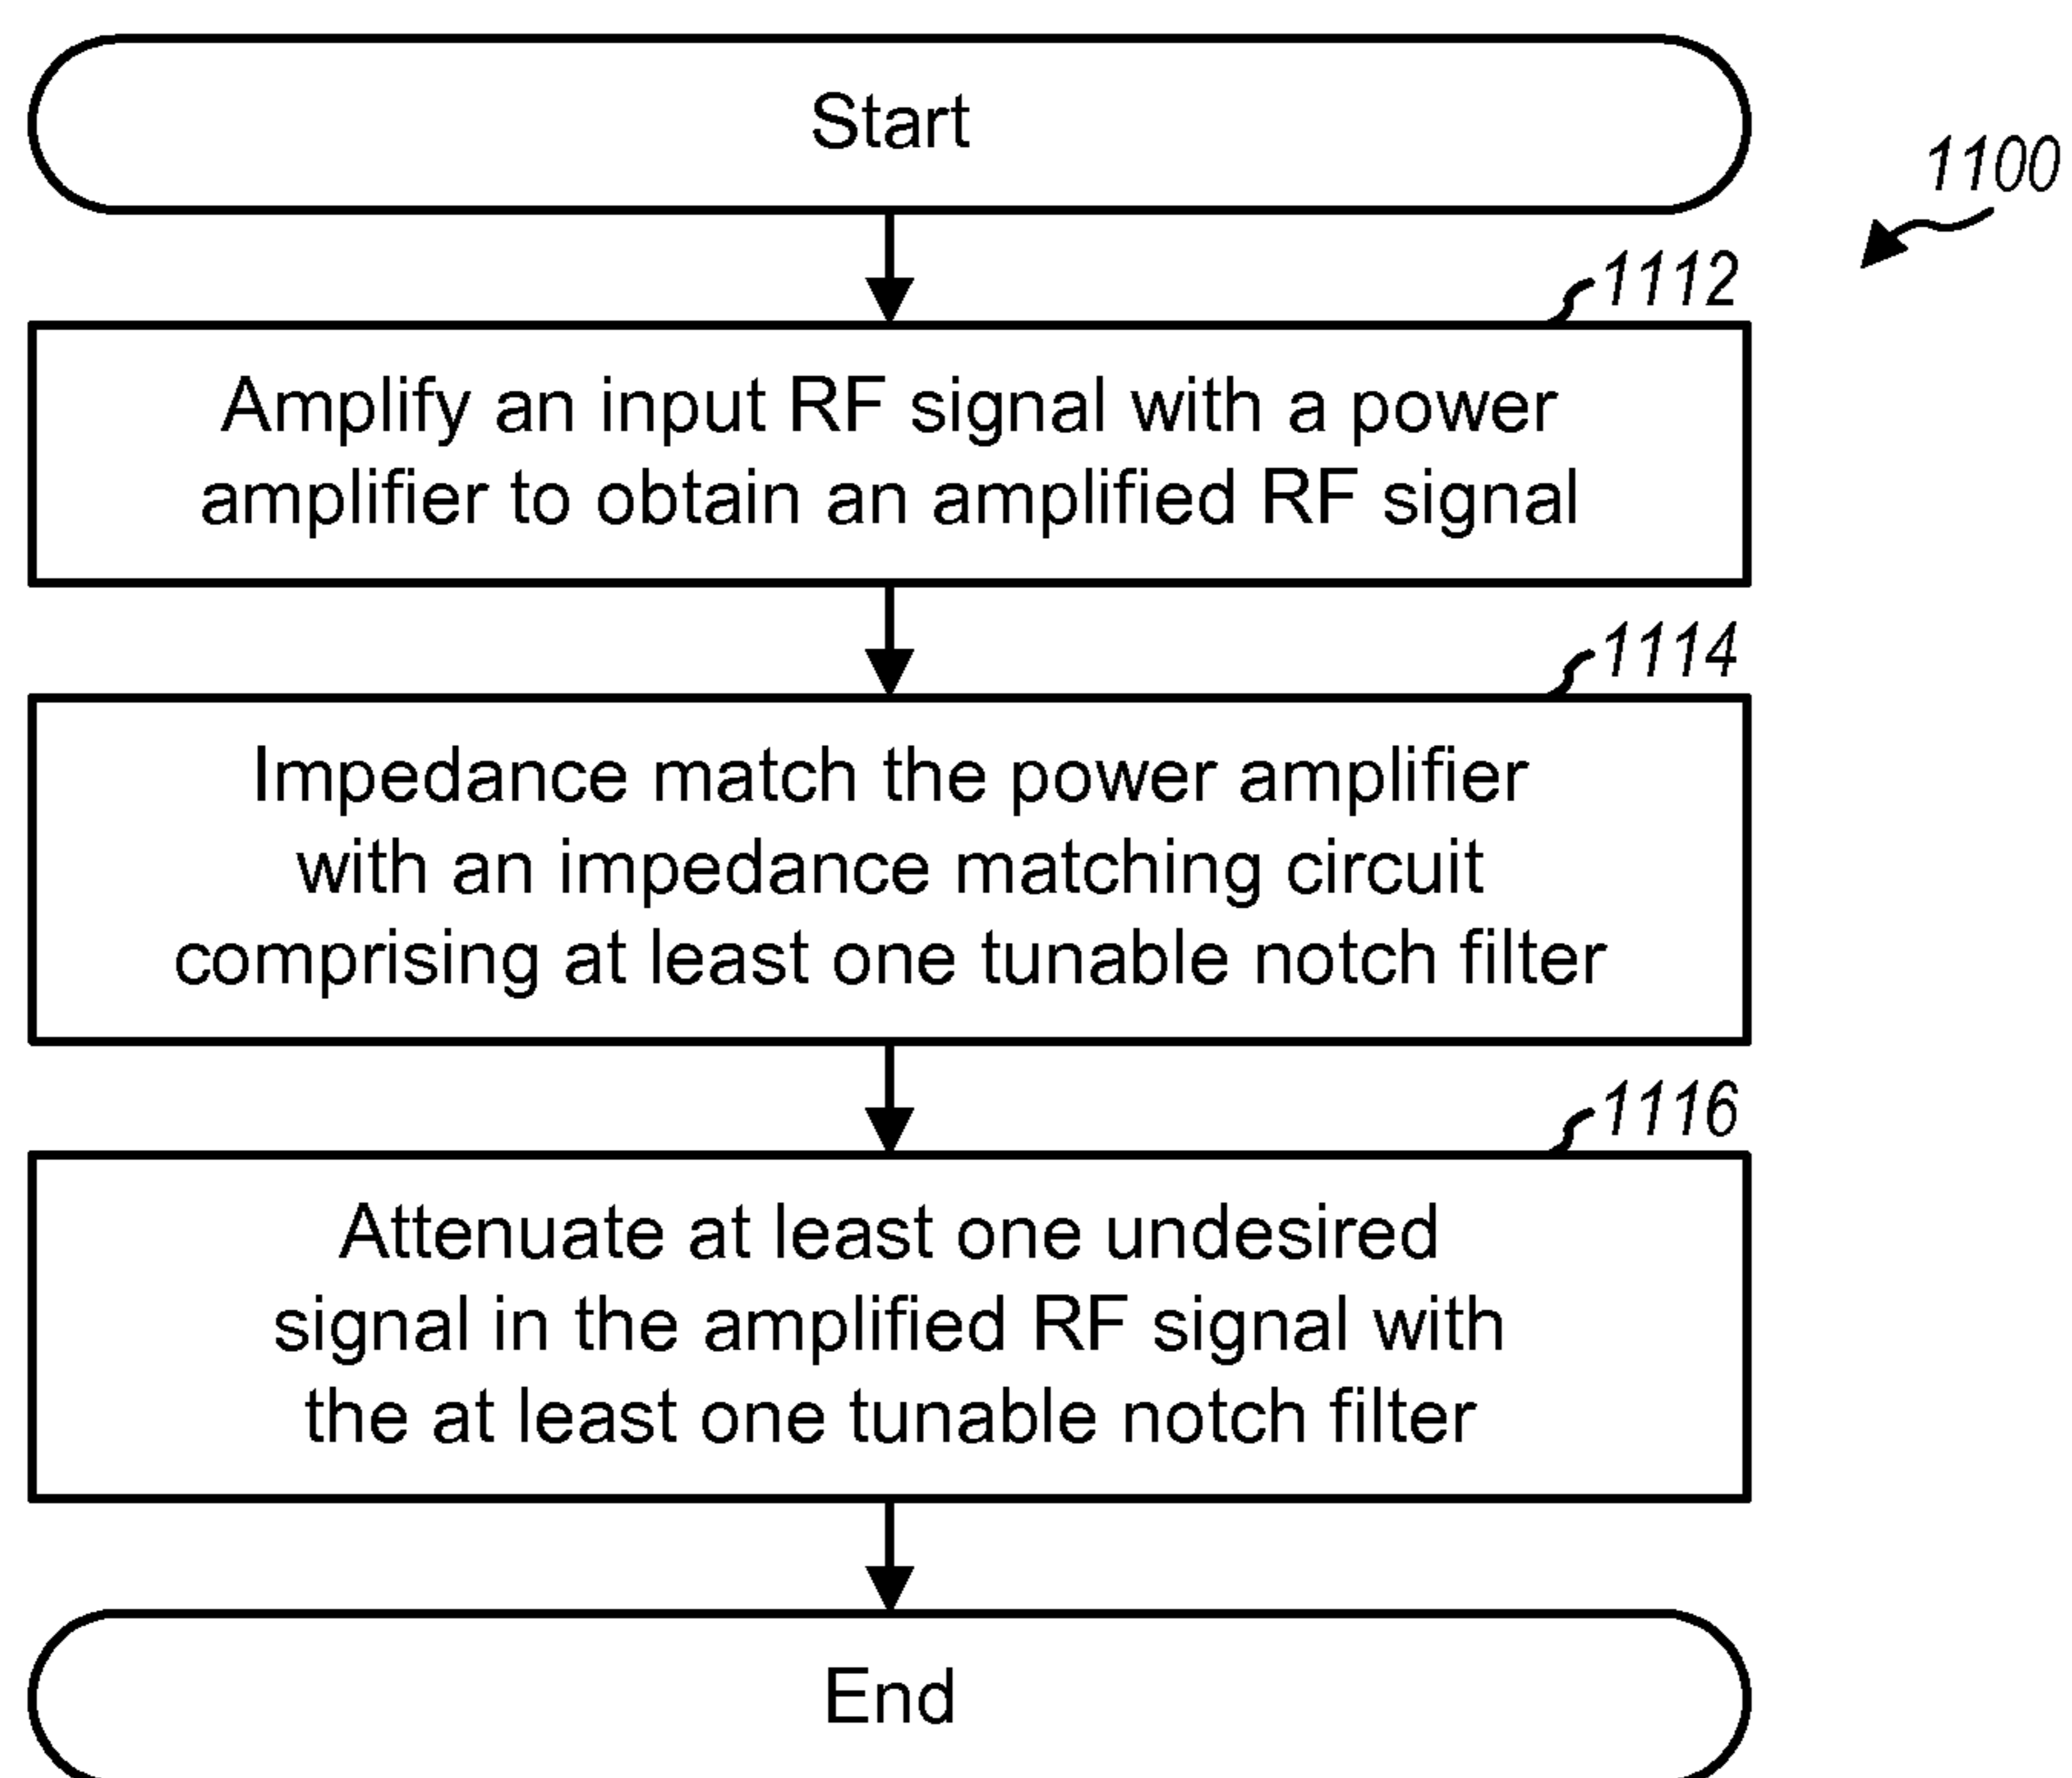 Start
1100
1112
Amplify an input RF signal with a power
amplifier to obtain an amplified RF signal
1114
Impedance match the power amplifier
with an impedance matching circuit
comprising at least one tunable notch filter
1116
Attenuate at least one undesired
signal in the amplified RF signal with
the at least one tunable notch filter
End